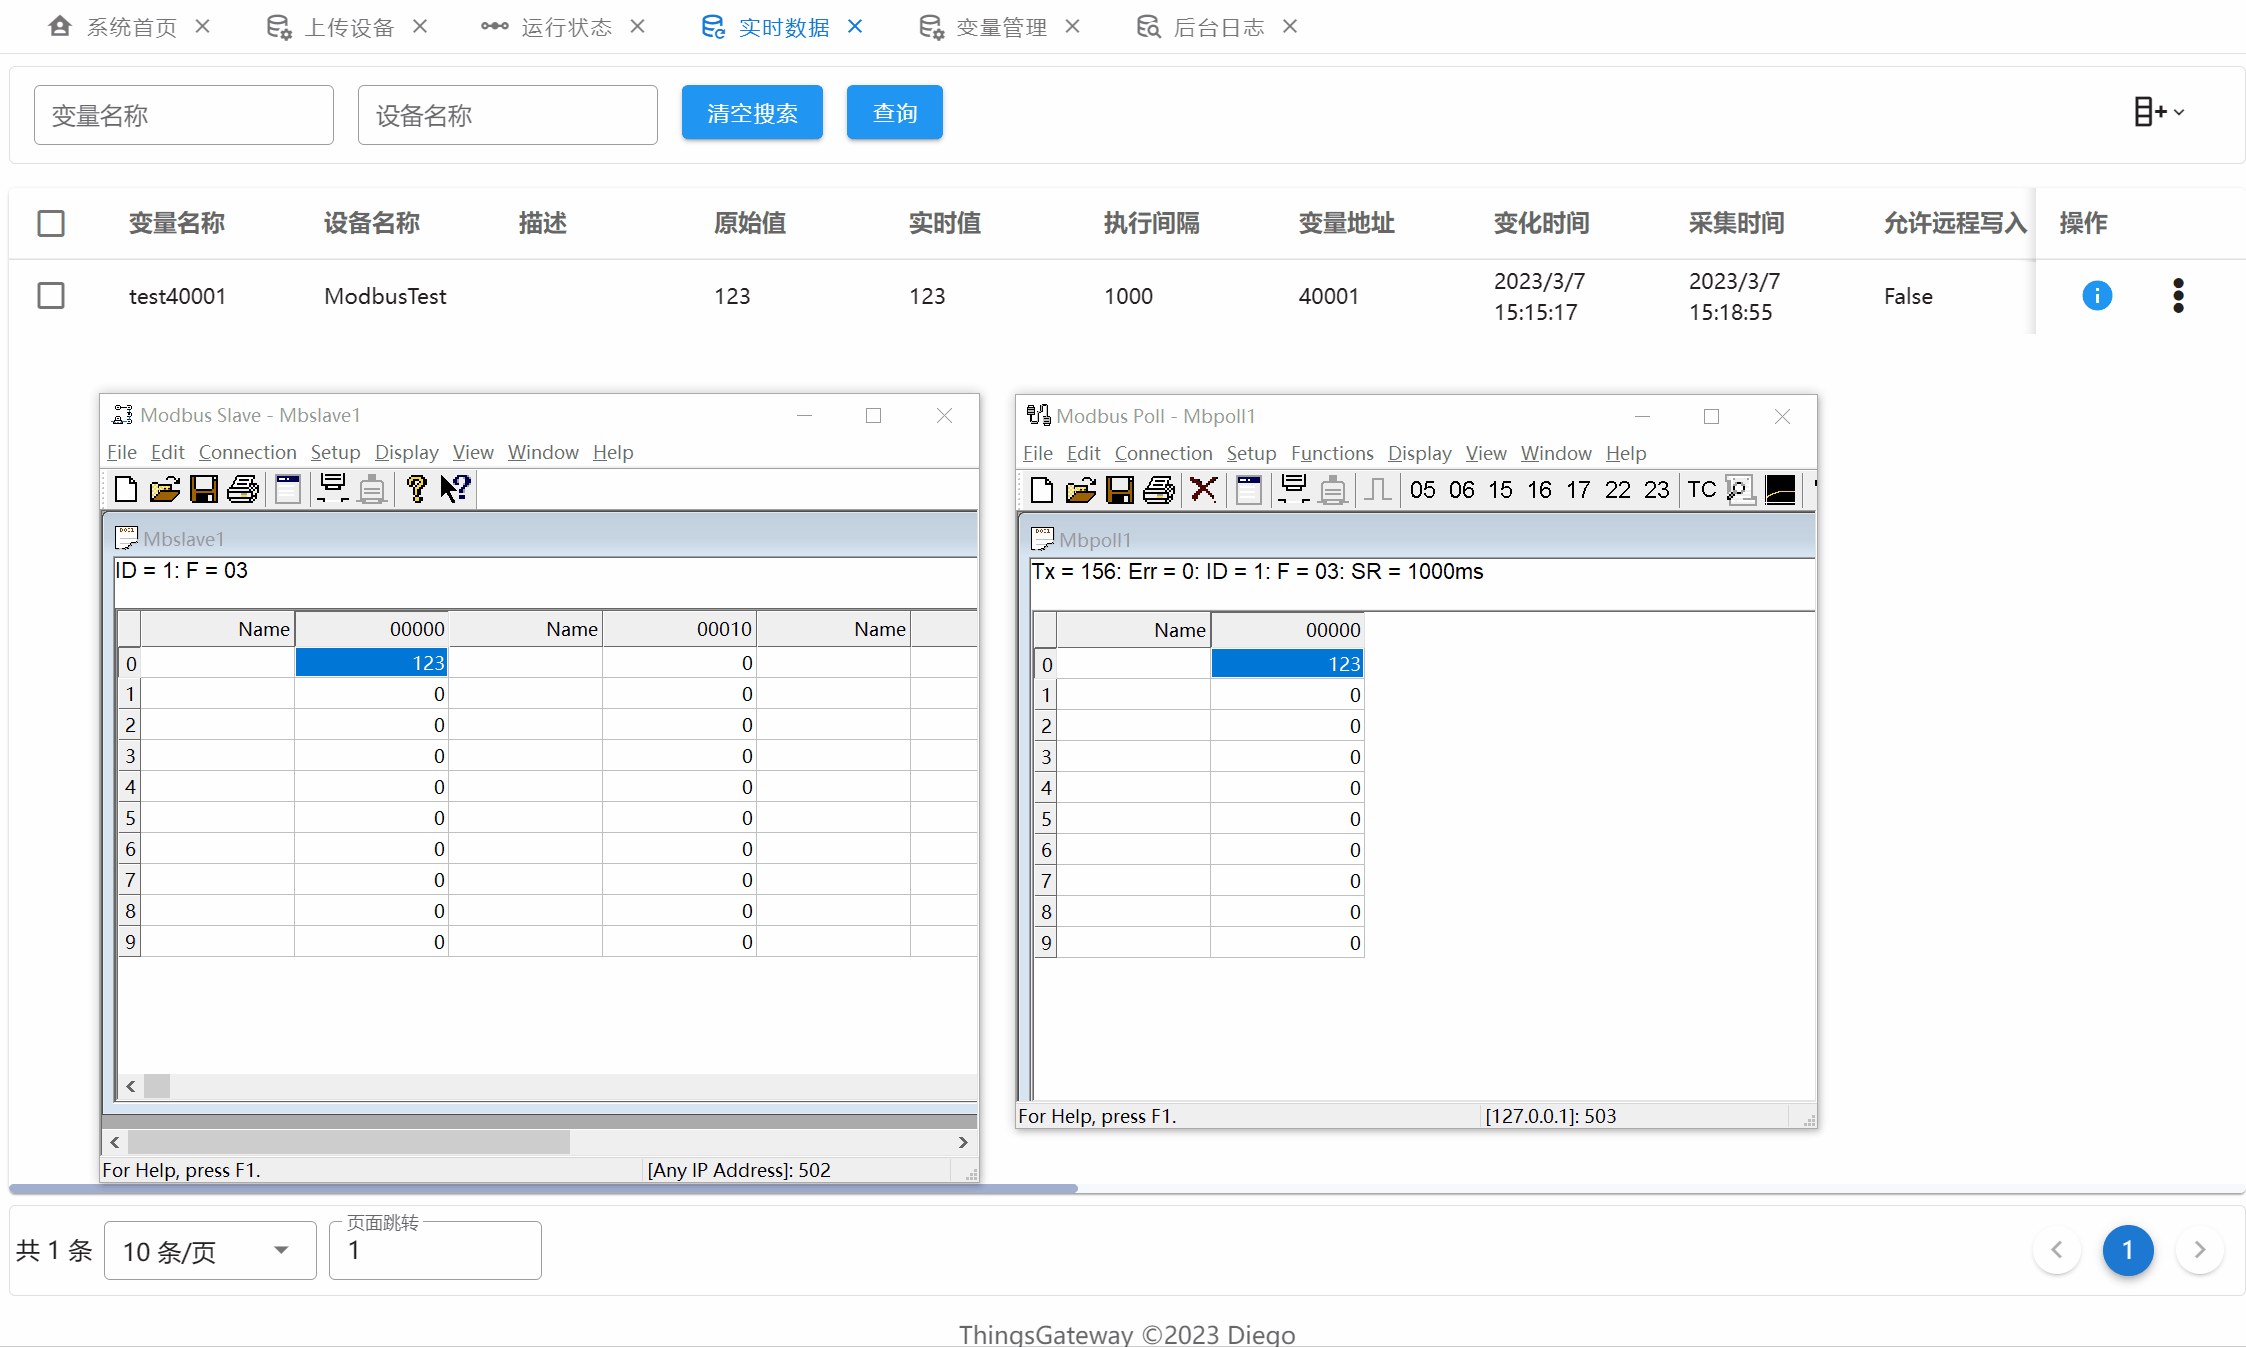 系统首页 上传设备 运行状态 实时数据 变量管理 后台日志
变量名称 设备名称 清空搜索 查询
变量名称 设备名称 描述 原始值 实时值 执行间隔 变量地址 变化时间 采集时间 允许远程写入 操作
test40001 ModbusTest 123 123 1000 40001 2023/3/7 15:15:17 2023/3/7 15:18:55 False
Modbus Slave - Mbslave1
File Edit Connection Setup Display View Window Help
Mbslave1
ID = 1: F = 03
Name 00000 Name 00010 Name
0 123 0
1 0 0
2 0 0
3 0 0
4 0 0
5 0 0
6 0 0
7 0 0
8 0 0
9 0 0
For Help, press F1. [Any IP Address]: 502
Modbus Poll - Mbpoll1
File Edit Connection Setup Functions Display View Window Help
05 06 15 16 17 22 23 TC
Mbpoll1
Tx = 156: Err = 0: ID = 1: F = 03: SR = 1000ms
Name 00000
0 123
1 0
2 0
3 0
4 0
5 0
6 0
7 0
8 0
9 0
For Help, press F1. [127.0.0.1]: 503
共 1 条 10 条/页 页面跳转 1 1
ThingsGateway ©2023 Diego